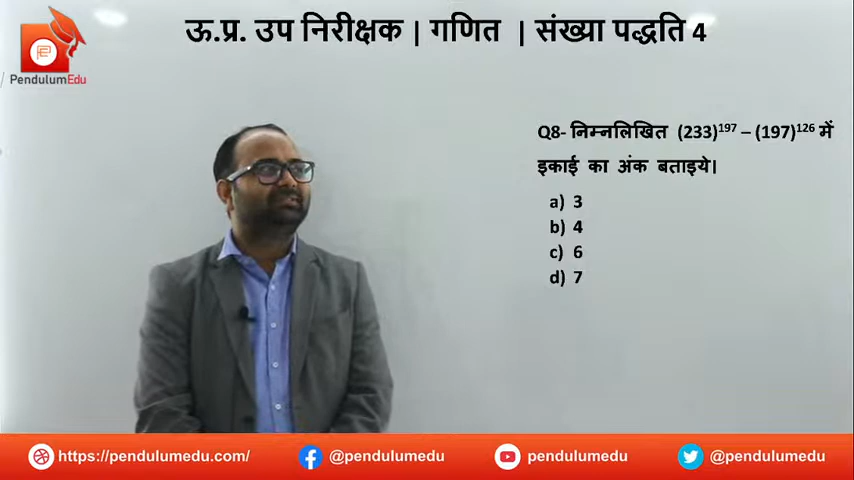 ऊ.प्र. उप निरीक्षक | गणित | संख्या पद्धति 4
PendulumEdu
Q8- निम्नलिखित (233)¹⁹⁷ – (197)¹²⁶ में
इकाई का अंक बताइये।
a) 3
b) 4
c) 6
d) 7
https://pendulumedu.com/
@pendulumedu
pendulumedu
@pendulumedu